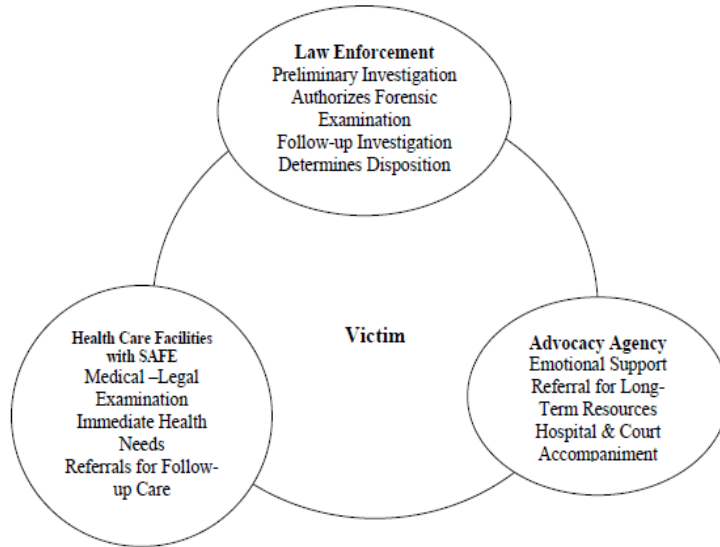 Law Enforcement
Preliminary Investigation
Authorizes Forensic
Examination
Follow-up Investigation
Determines Disposition
Victim
Health Care Facilities
with SAFE
Medical –Legal
Examination
Immediate Health
Needs
Referrals for Follow-
up Care
Advocacy Agency
Emotional Support
Referral for Long-
Term Resources
Hospital & Court
Accompaniment